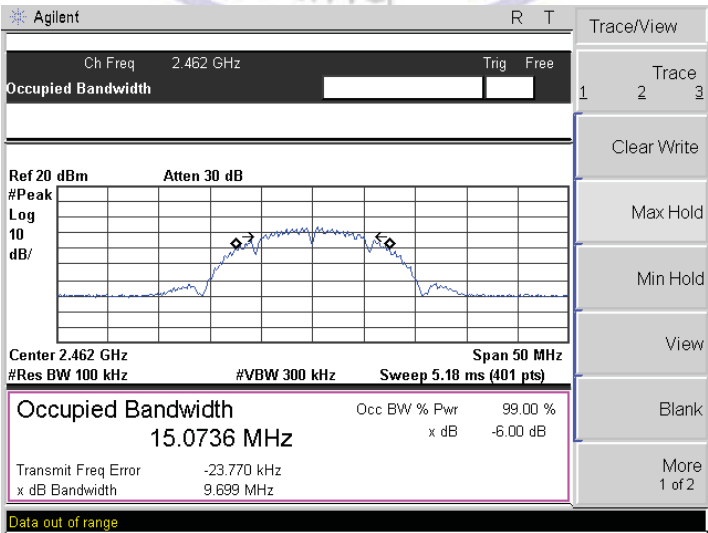 Agilent
R T
Trace/View
Ch Freq 2.462 GHz
Trig Free
Occupied Bandwidth
Trace
1 2 3
Clear Write
Ref 20 dBm Atten 30 dB
#Peak
Log
10
dB/
Max Hold
Min Hold
View
Center 2.462 GHz Span 50 MHz
#Res BW 100 kHz #VBW 300 kHz Sweep 5.18 ms (401 pts)
Occupied Bandwidth
15.0736 MHz
Occ BW % Pwr 99.00 %
x dB -6.00 dB
Blank
Transmit Freq Error -23.770 kHz
x dB Bandwidth 9.699 MHz
More
1 of 2
Data out of range